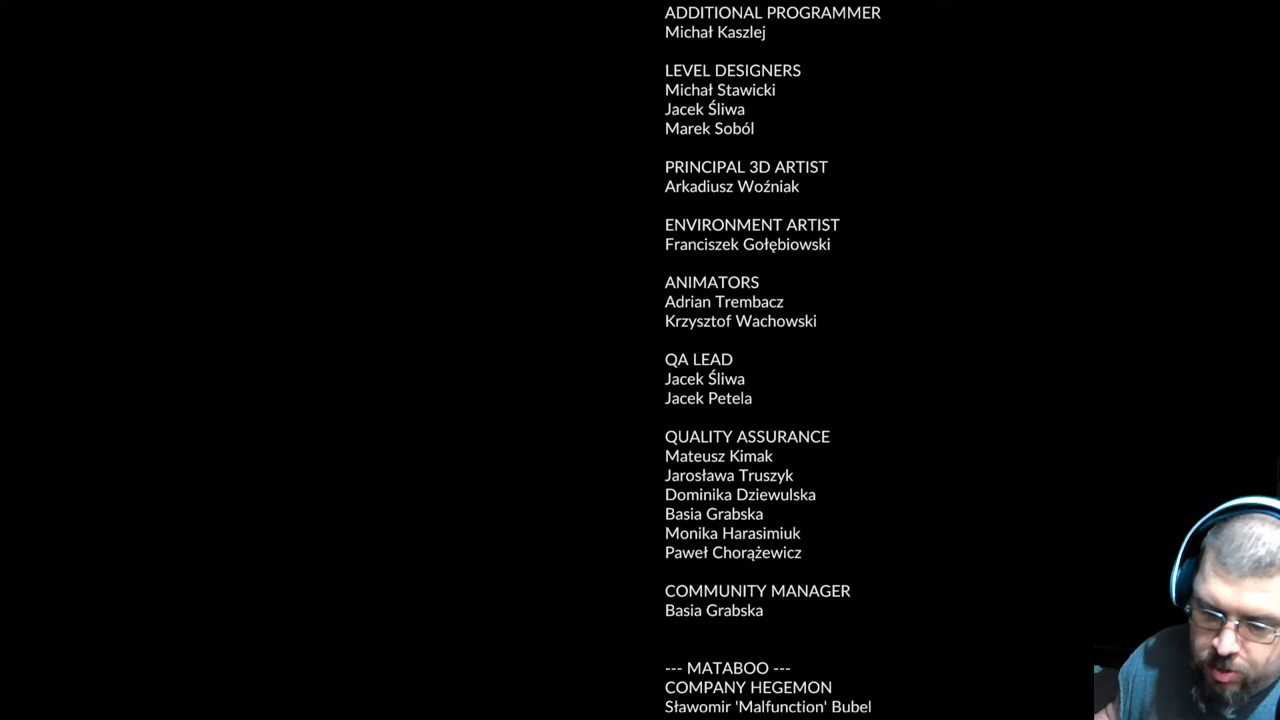 ADDITIONAL PROGRAMMER
Michał Kaszlej
LEVEL DESIGNERS
Michał Stawicki
Jacek Śliwa
Marek Soból
PRINCIPAL 3D ARTIST
Arkadiusz Woźniak
ENVIRONMENT ARTIST
Franciszek Gołębiowski
ANIMATORS
Adrian Trembacz
Krzysztof Wachowski
QA LEAD
Jacek Śliwa
Jacek Petela
QUALITY ASSURANCE
Mateusz Kimak
Jarosława Truszyk
Dominika Dziewulska
Basia Grabska
Monika Harasimiuk
Paweł Chorążewicz
COMMUNITY MANAGER
Basia Grabska
--- MATABOO ---
COMPANY HEGEMON
Sławomir 'Malfunction' Bubel